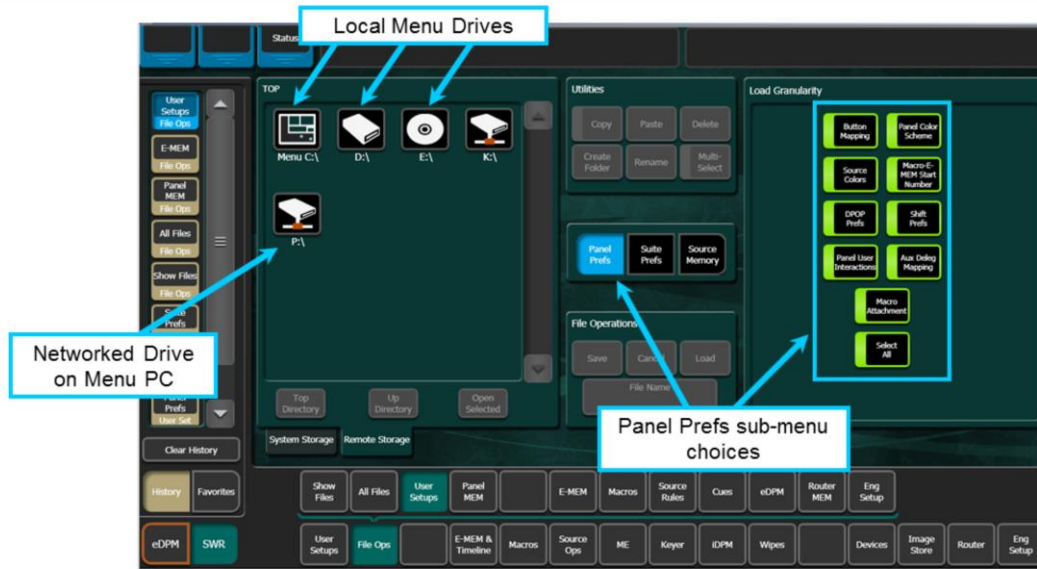 Local Menu Drives
Status
TOP
Menu C:\
D:\
E:\
K:\
P:\
Top
Directory
Up
Directory
Open
Selected
System Storage
Remote Storage
Utilities
Copy
Paste
Delete
Create
Folder
Rename
Multi-
Select
Panel
Prefs
Suite
Prefs
Source
Memory
File Operations
Save
Load
File Name
Load Granularity
Button
Mapping
Panel Color
Scheme
Source
Colors
Macro-E-
MEM Start
Number
DPOP
Prefs
Shift
Prefs
Panel User
Interactions
Aux Deleg
Mapping
Macro
Attachment
Select
All
Panel Prefs sub-menu
choices
User
Setups
File Ops
E-MEM
File Ops
Panel
MEM
File Ops
All Files
File Ops
Show Files
File Ops
Prefs
Networked Drive
on Menu PC
Prefs
User Set
Clear History
History
Favorites
Show
Files
All Files
User
Setups
Panel
MEM
E-MEM
Macros
Source
Rules
Cues
eDPM
Router
MEM
Eng
Setup
eDPM
SWR
User
Setups
File Ops
E-MEM &
Timeline
Macros
Source
Ops
ME
Keyer
iDPM
Wipes
Devices
Image
Store
Router
Eng
Setup